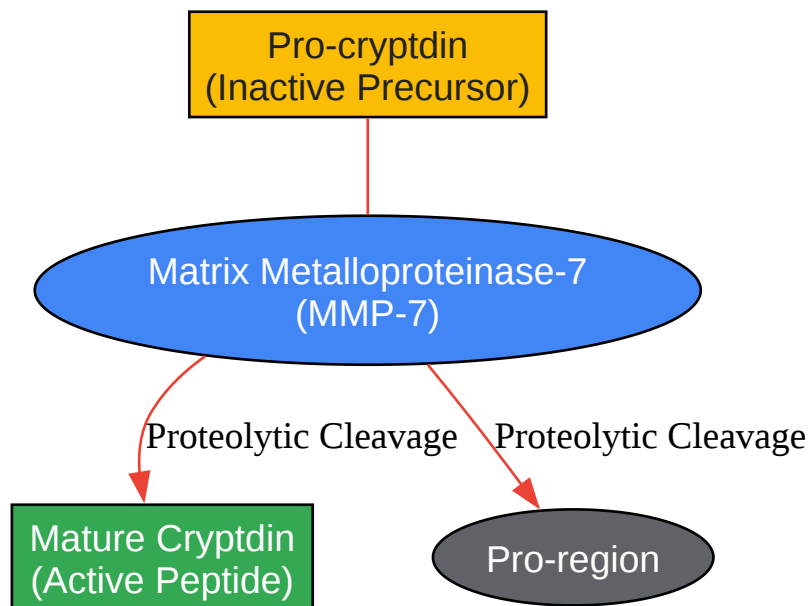 Pro-cryptdin
(Inactive Precursor)
Matrix Metalloproteinase-7
(MMP-7)
Proteolytic Cleavage
Proteolytic Cleavage
Mature Cryptdin
(Active Peptide)
Pro-region